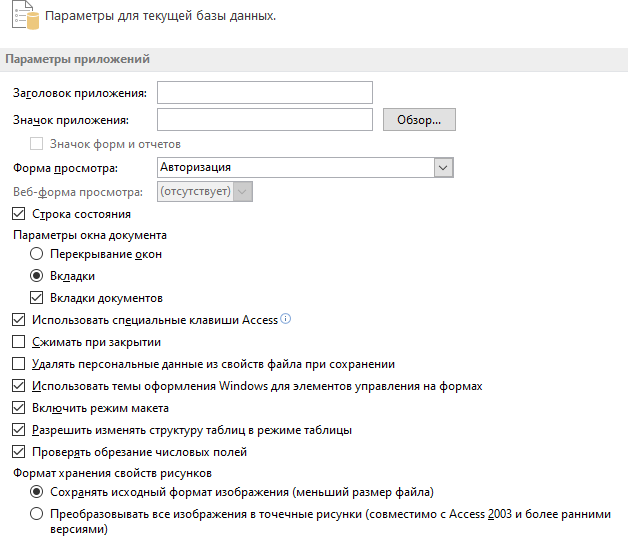 Параметры для текущей базы данных.
Параметры приложений
Заголовок приложения:
Значок приложения:
Обзор...
Значок форм и отчетов
Форма просмотра:
Авторизация
Веб-форма просмотра:
(отсутствует)
Строка состояния
Параметры окна документа
Перекрывание окон
Вкладки
Вкладки документов
Использовать специальные клавиши Access
Сжимать при закрытии
Удалять персональные данные из свойств файла при сохранении
Использовать темы оформления Windows для элементов управления на формах
Включить режим макета
Разрешить изменять структуру таблиц в режиме таблицы
Проверять обрезание числовых полей
Формат хранения свойств рисунков
Сохранять исходный формат изображения (меньший размер файла)
Преобразовывать все изображения в точечные рисунки (совместимо с Access 2003 и более ранними
версиями)